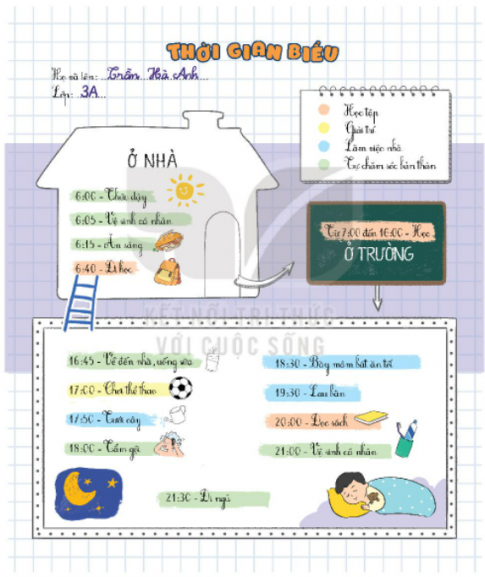 THỜI GIAN BIỂU
Họ và tên: Trần Hà Anh
Lớp: 3A
Học tập
Giải trí
Làm việc nhà
Tự chăm sóc bản thân
Ở NHÀ
6:00 - Thức dậy
6:05 - Vệ sinh cá nhân
6:15 - Ăn sáng
6:40 - Đi học
Từ 7:00 đến 16:00 - Học
Ở TRƯỜNG
KẾT NỐI TRI THỨC
VỚI CUỘC SỐNG
16:45 - Về đến nhà, uống sữa
17:00 - Chơi thể thao
17:50 - Tưới cây
18:00 - Tắm gội
18:30 - Bày mâm bát ăn tối
19:30 - Lau bàn
20:00 - Đọc sách
21:00 - Vệ sinh cá nhân
21:30 - Đi ngủ